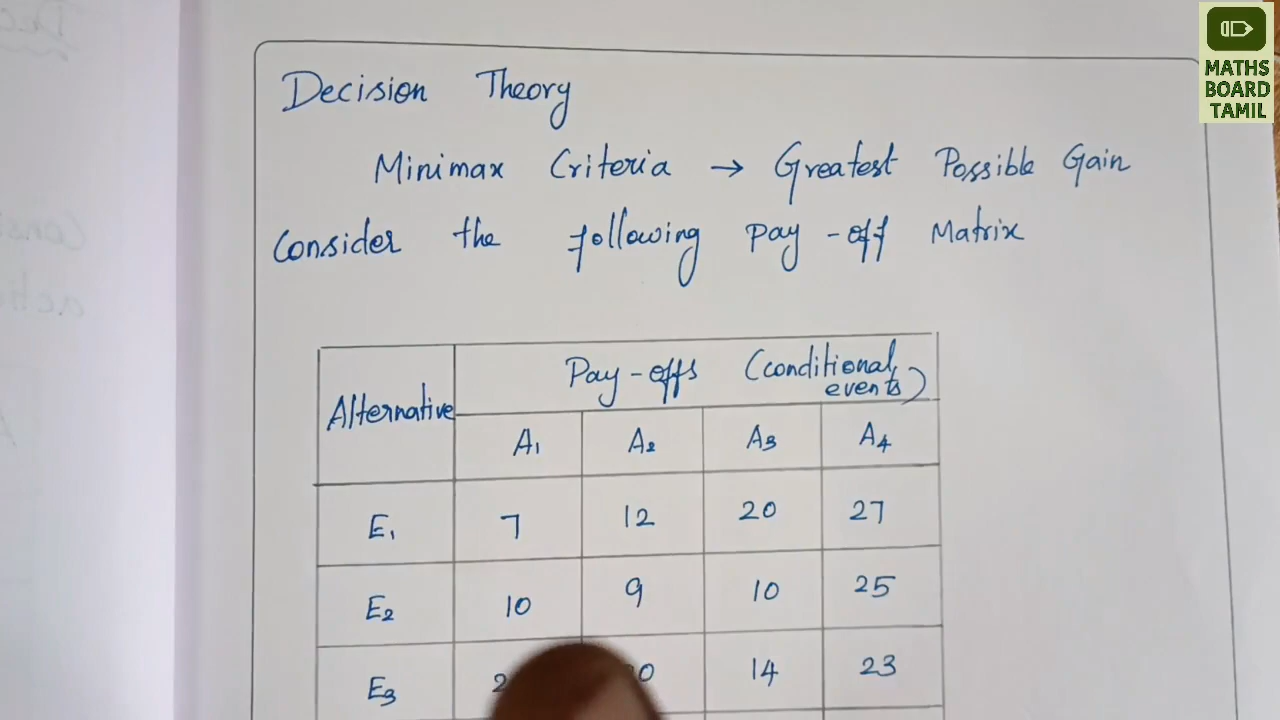 Decision Theory
Minimax Criteria → Greatest Possible Gain
Consider the following pay-off Matrix
Alternative Pay-offs (conditional events)
A1 A2 A3 A4
E1 7 12 20 27
E2 10 9 10 25
E3 14 23
MATHS
BOARD
TAMIL